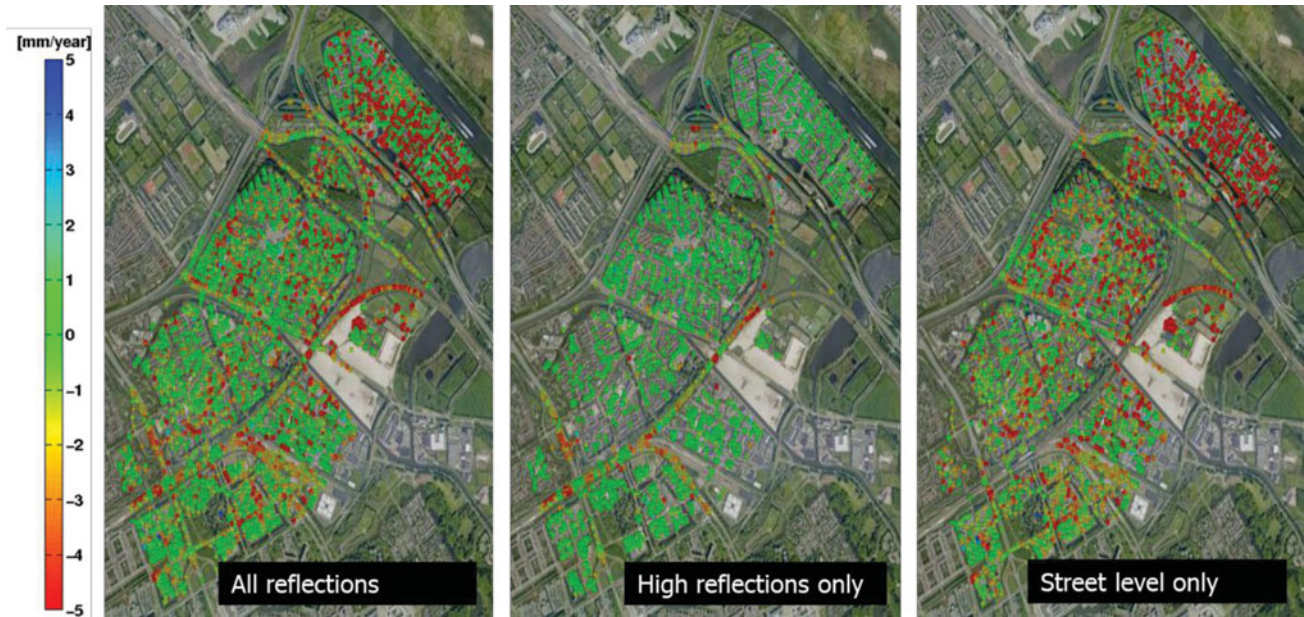 [mm/year]
5
4
3
2
1
0
−1
−2
−3
−4
−5
All reflections
High reflections only
Street level only